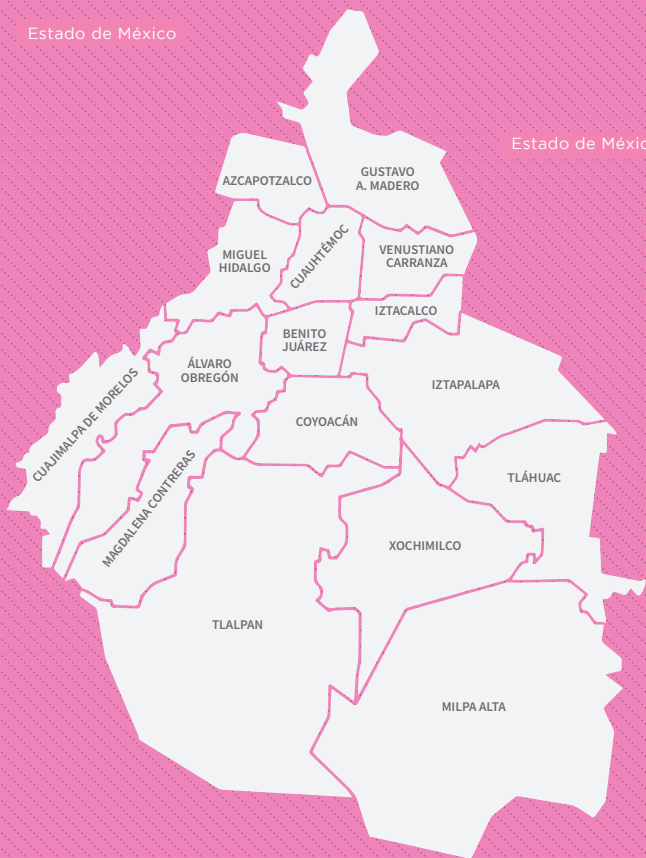 Estado de México
Estado de Méxic
AZCAPOTZALCO
GUSTAVO
A. MADERO
MIGUEL
HIDALGO
CUAUHTÉMOC
VENUSTIANO
CARRANZA
IZTACALCO
BENITO
JUÁREZ
ÁLVARO
OBREGÓN
CUAJIMALPA DE MORELOS
IZTAPALAPA
COYOACÁN
MAGDALENA CONTRERAS
TLÁHUAC
XOCHIMILCO
TLALPAN
MILPA ALTA